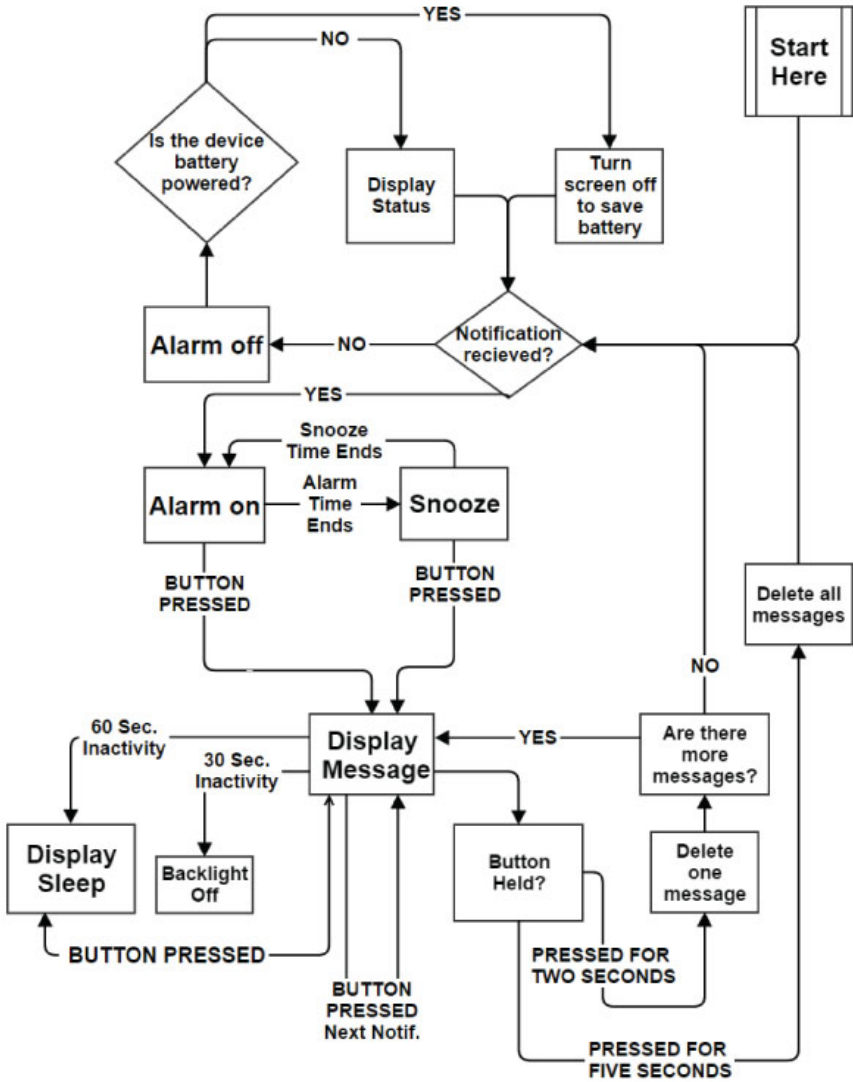 YES
NO
Start
Here
Is the device
battery
powered?
Display
Status
Turn
screen off
to save
battery
Alarm off
NO
Notification
recieved?
YES
Snooze
Time Ends
Alarm on
Alarm
Time
Ends
Snooze
BUTTON
PRESSED
BUTTON
PRESSED
Delete all
messages
NO
60 Sec.
Inactivity
30 Sec.
Inactivity
Display
Message
YES
Are there
more
messages?
Display
Sleep
Backlight
Off
Button
Held?
Delete
one
message
BUTTON PRESSED
BUTTON
PRESSED
Next Notif.
PRESSED FOR
TWO SECONDS
PRESSED FOR
FIVE SECONDS